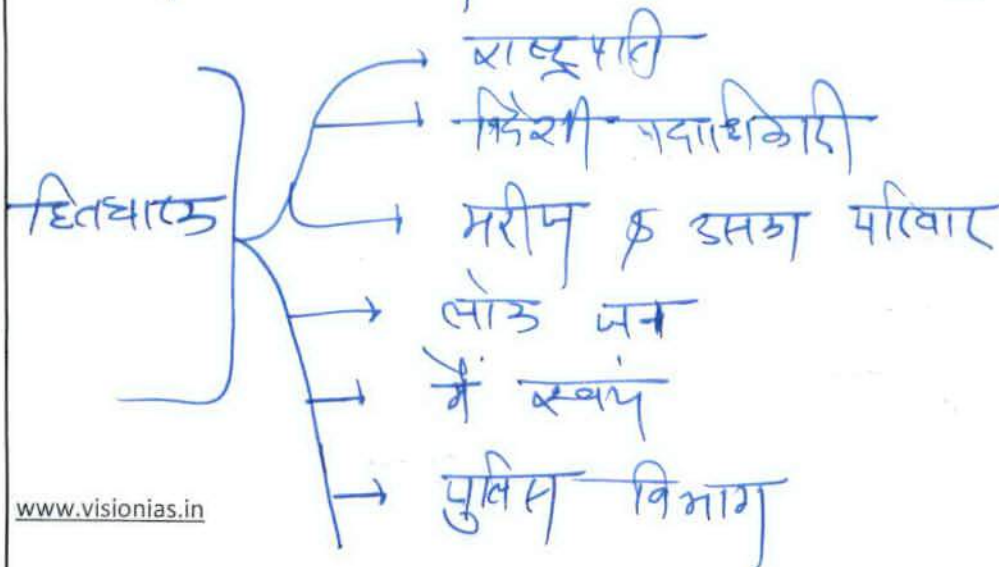 राष्ट्रपति
विदेशी पदाधिकारी
हितधारक
मरीज & उसका परिवार
लोक जन
मैं स्वयं
पुलिस विभाग
www.visionias.in